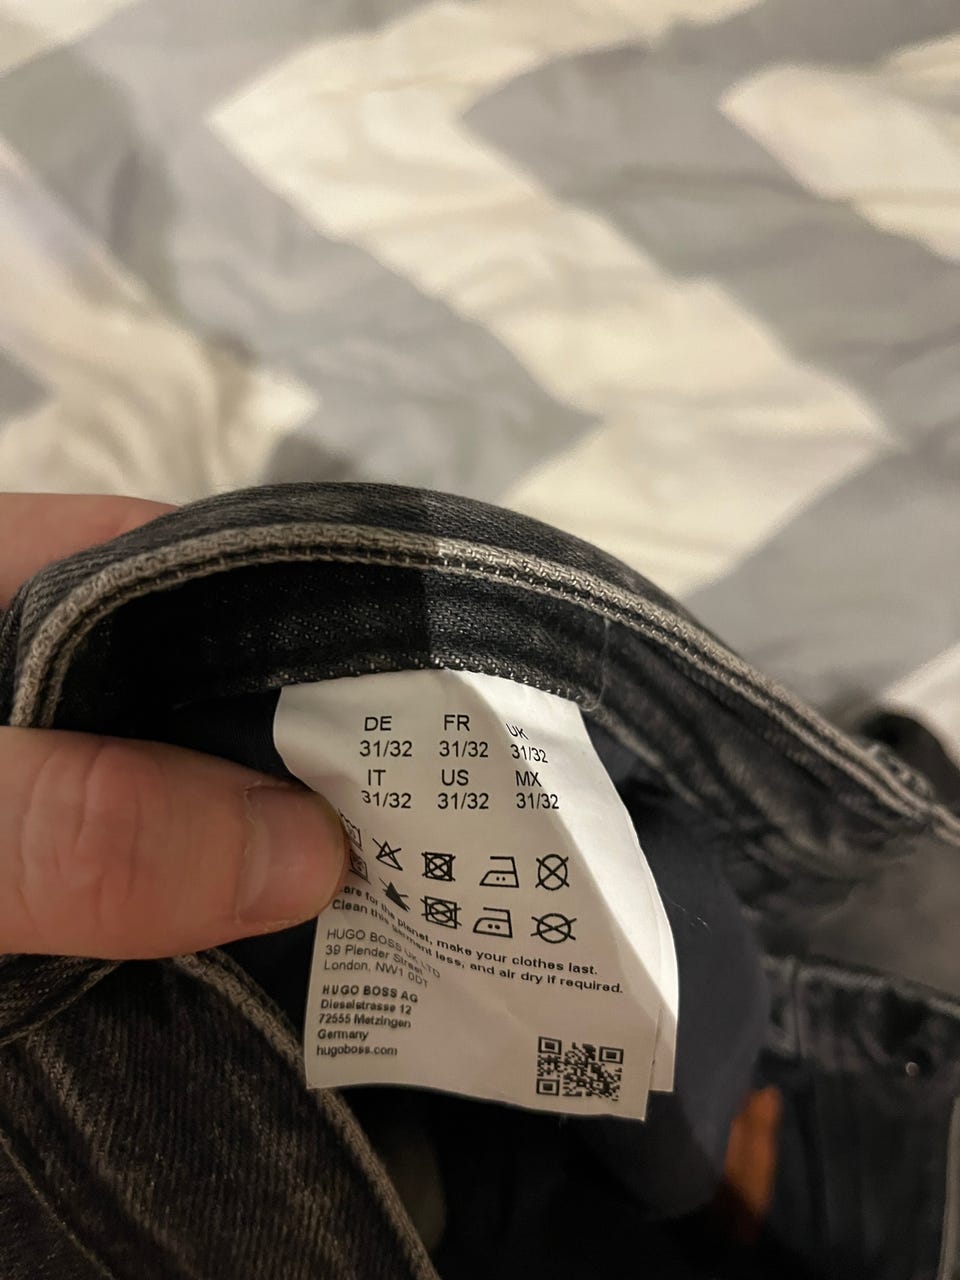 DE FR UK
31/32 31/32 31/32
IT US MX
31/32 31/32 31/32
are for the planet, make your clothes last.
Clean this garment less, and air dry if required.
HUGO BOSS UK LTD
39 Plender Street
London, NW1 0DT
HUGO BOSS AG
Dieselstrasse 12
72555 Metzingen
Germany
hugoboss.com